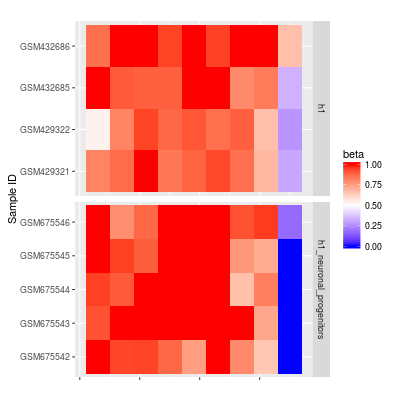 GSM432686
GSM432685
GSM429322
GSM429321
h1
GSM675546
GSM675545
GSM675544
GSM675543
GSM675542
h1_neuronal_progenitors
Sample ID
beta
1.00
0.75
0.50
0.25
0.00